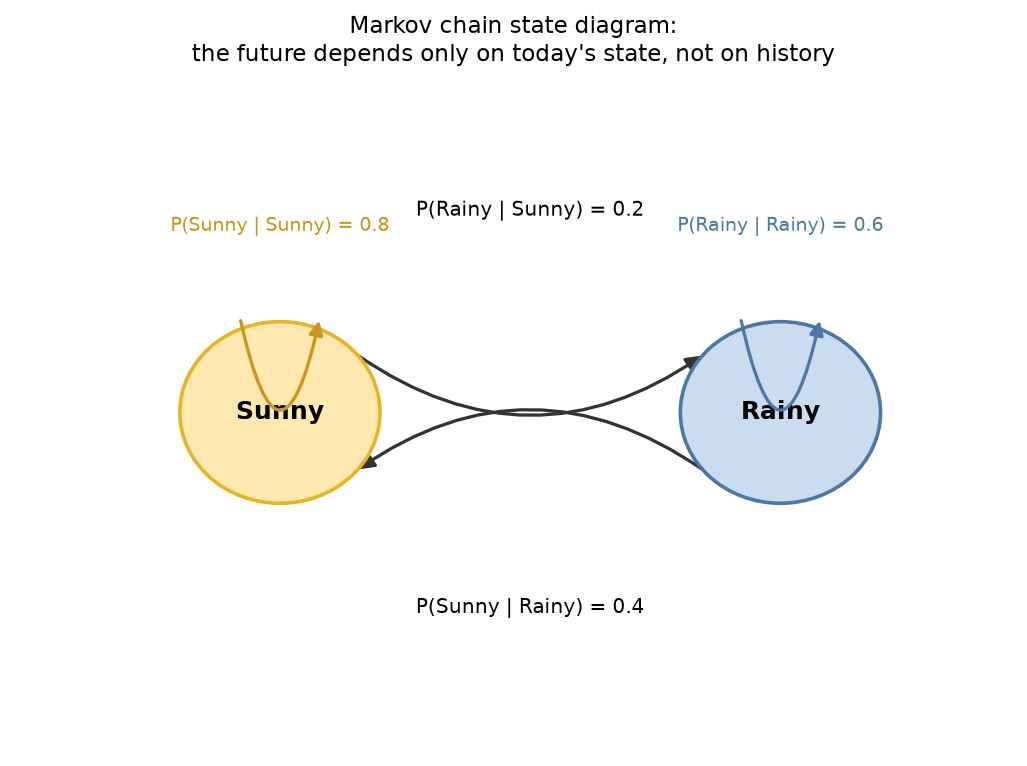 Markov chain state diagram:
the future depends only on today's state, not on history
P(Rainy | Sunny) = 0.2
P(Sunny | Sunny) = 0.8
P(Rainy | Rainy) = 0.6
Sunny
Rainy
P(Sunny | Rainy) = 0.4